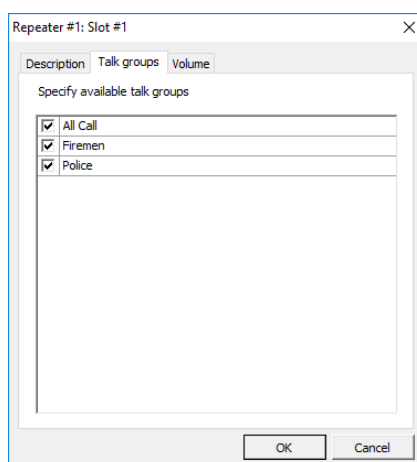 Repeater #1: Slot #1
Description Talk groups Volume
Specify available talk groups
All Call
Firemen
Police
OK Cancel